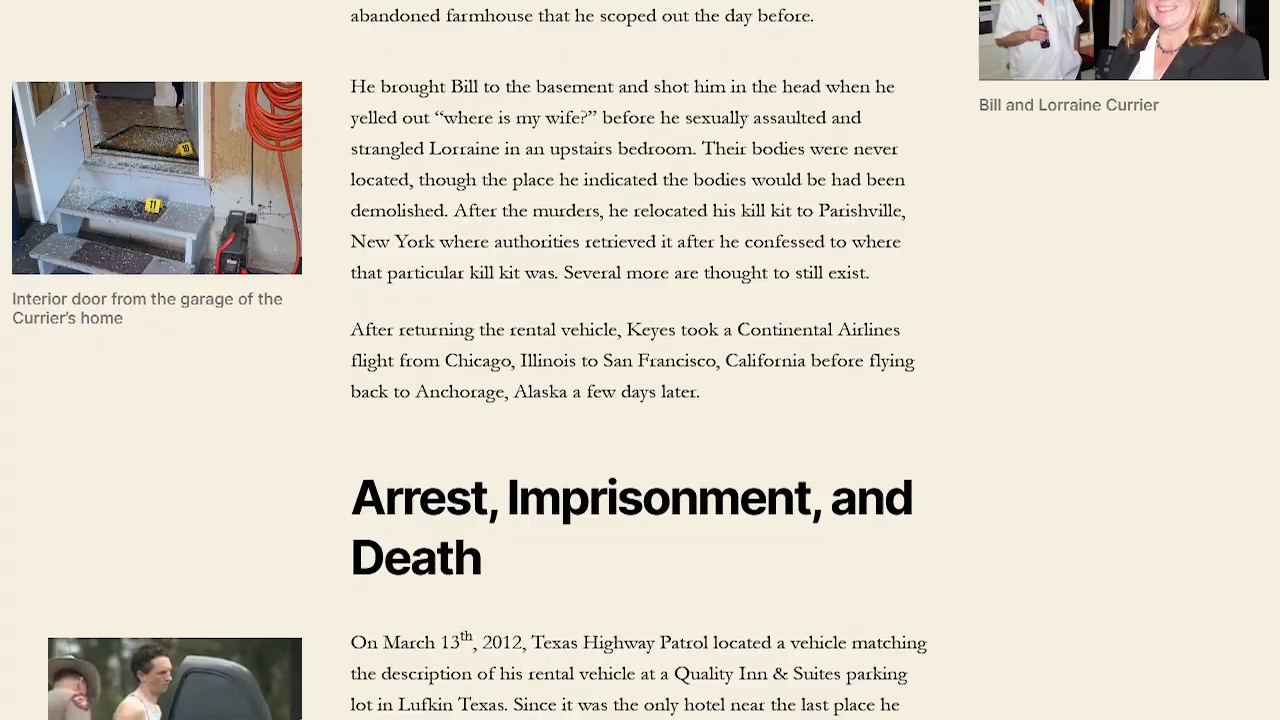 abandoned farmhouse that he scoped out the day before.
Bill and Lorraine Currier
He brought Bill to the basement and shot him in the head when he
yelled out “where is my wife?” before he sexually assaulted and
strangled Lorraine in an upstairs bedroom. Their bodies were never
located, though the place he indicated the bodies would be had been
demolished. After the murders, he relocated his kill kit to Parishville,
New York where authorities retrieved it after he confessed to where
that particular kill kit was. Several more are thought to still exist.
10
11
Interior door from the garage of the
Currier’s home
After returning the rental vehicle, Keyes took a Continental Airlines
flight from Chicago, Illinois to San Francisco, California before flying
back to Anchorage, Alaska a few days later.
Arrest, Imprisonment, and
Death
On March 13th, 2012, Texas Highway Patrol located a vehicle matching
the description of his rental vehicle at a Quality Inn & Suites parking
lot in Lufkin Texas. Since it was the only hotel near the last place he